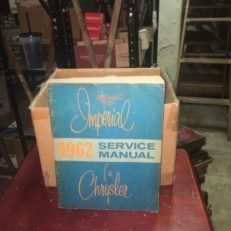 Imperial
1962 SERVICE
MANUAL
Chrysler